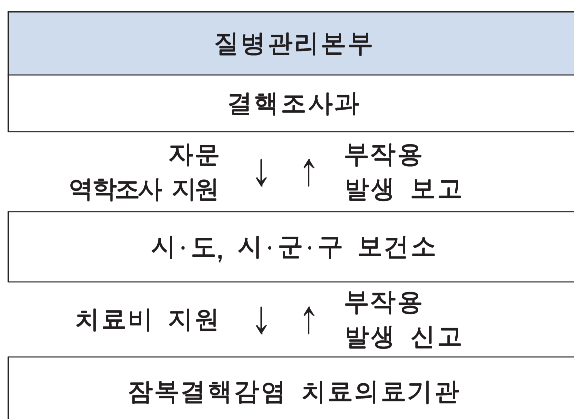 질병관리본부
결핵조사과
자문 ↓ ↑ 부작용
역학조사 지원 발생 보고
시·도, 시·군·구 보건소
치료비 지원 ↓ ↑ 부작용
발생 신고
잠복결핵감염 치료의료기관